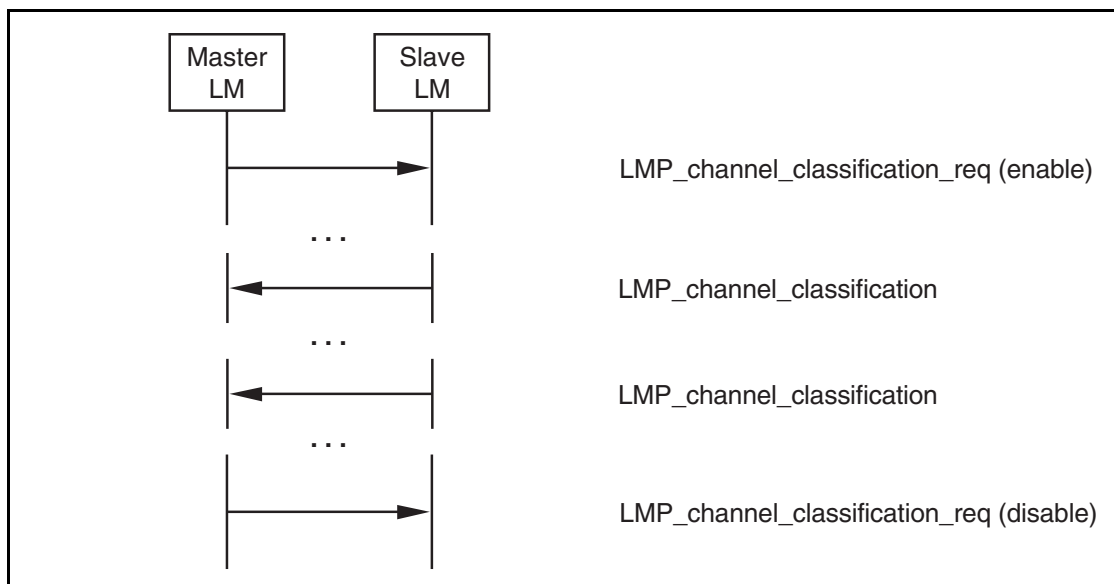 Master
LM
Slave
LM
LMP_channel_classification_req (enable)
...
LMP_channel_classification
...
LMP_channel_classification
...
LMP_channel_classification_req (disable)